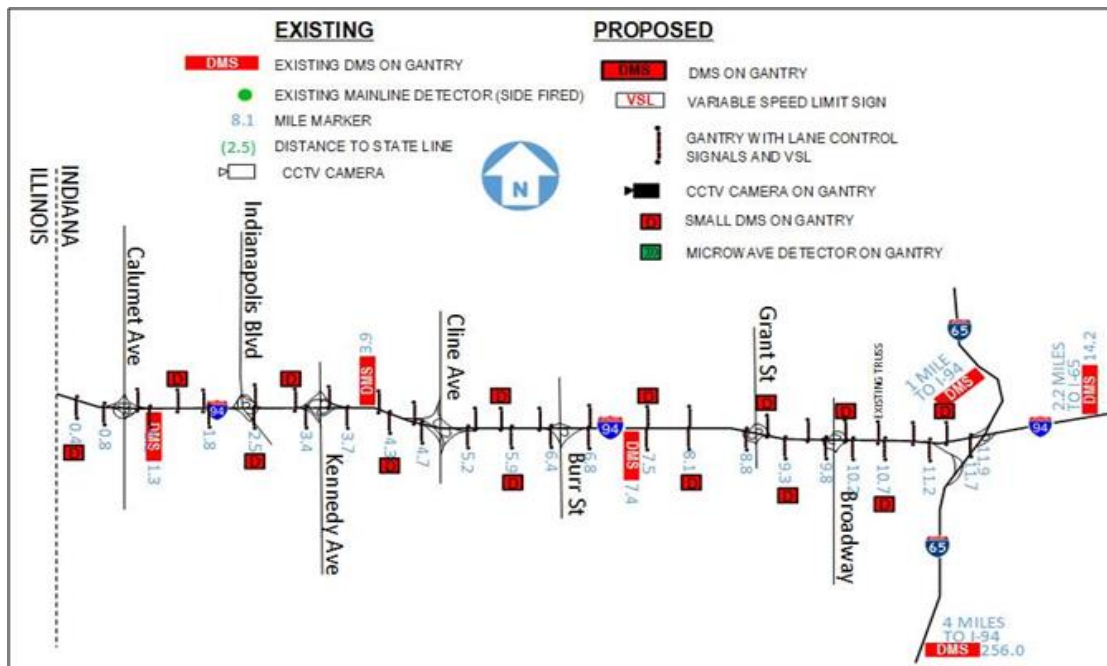 EXISTING
DMS EXISTING DMS ON GANTRY
EXISTING MAINLINE DETECTOR (SIDE FIRED)
8.1 MILE MARKER
(2.5) DISTANCE TO STATE LINE
CCTV CAMERA
PROPOSED
DMS DMS ON GANTRY
VSL VARIABLE SPEED LIMIT SIGN
GANTRY WITH LANE CONTROL
SIGNALS AND VSL
CCTV CAMERA ON GANTRY
D SMALL DMS ON GANTRY
MICROWAVE DETECTOR ON GANTRY
N
INDIANA
ILLINOIS
Calumet Ave
Indianapolis Blvd
Kennedy Ave
Cline Ave
Burr St
Grant St
Broadway
EXISTING TRUSS
D
D
D
D
D
D
D
DMS 3.9
94
94
94
65
65
1 MILE
TO I-94
DMS
2.2 MILES
TO I-65
DMS 14.2
0.4
0.8
DMS 1.3
1.8
2.5
3.4
3.7
4.3
4.7
5.2
5.9
6.4
6.8
DMS 7.4
7.5
8.1
8.8
9.3
9.8
10.2
10.7
11.2
11.7
11.9
D
D
D
D
D
D
D
4 MILES
TO I-94
DMS 256.0